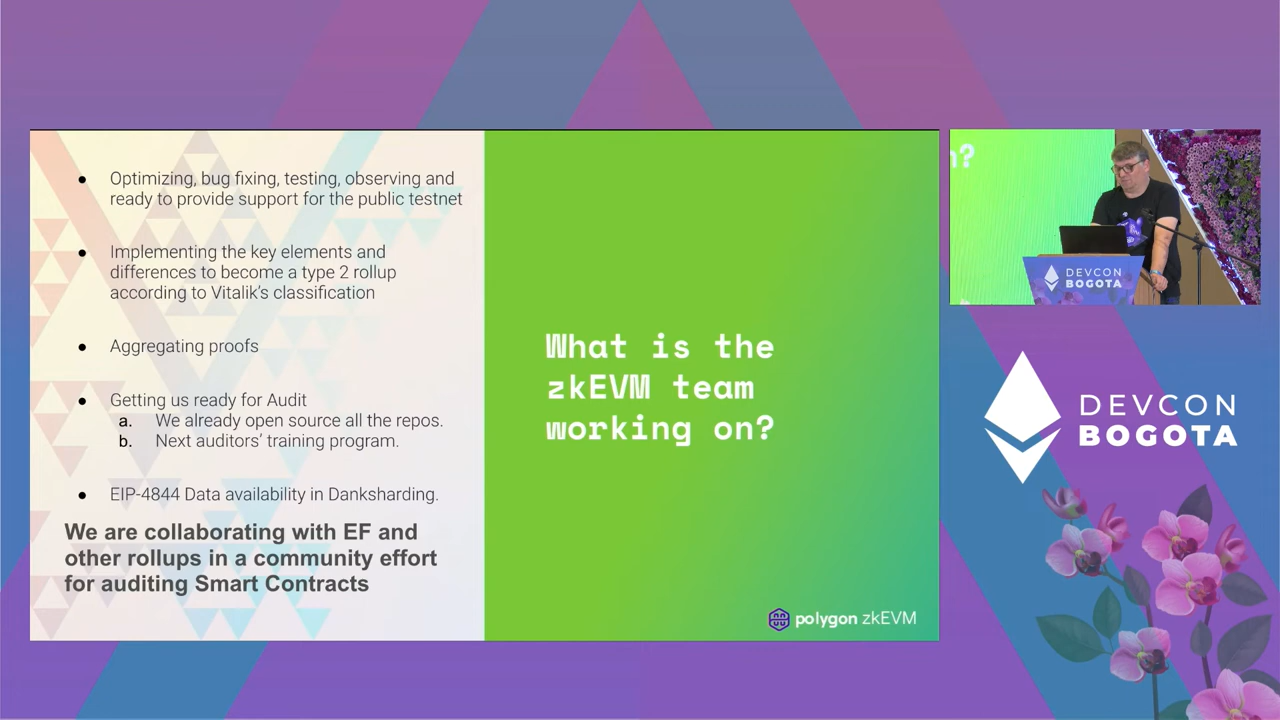 ● Optimizing, bug fixing, testing, observing and
ready to provide support for the public testnet
● Implementing the key elements and
differences to become a type 2 rollup
according to Vitalik's classification
● Aggregating proofs
● Getting us ready for Audit
a. We already open source all the repos.
b. Next auditors' training program.
● EIP-4844 Data availability in Danksharding.
We are collaborating with EF and
other rollups in a community effort
for auditing Smart Contracts
What is the
zkEVM team
working on?
polygon zkEVM
n?
DEVCON
BOGOTA
DEVCON
BOGOTA